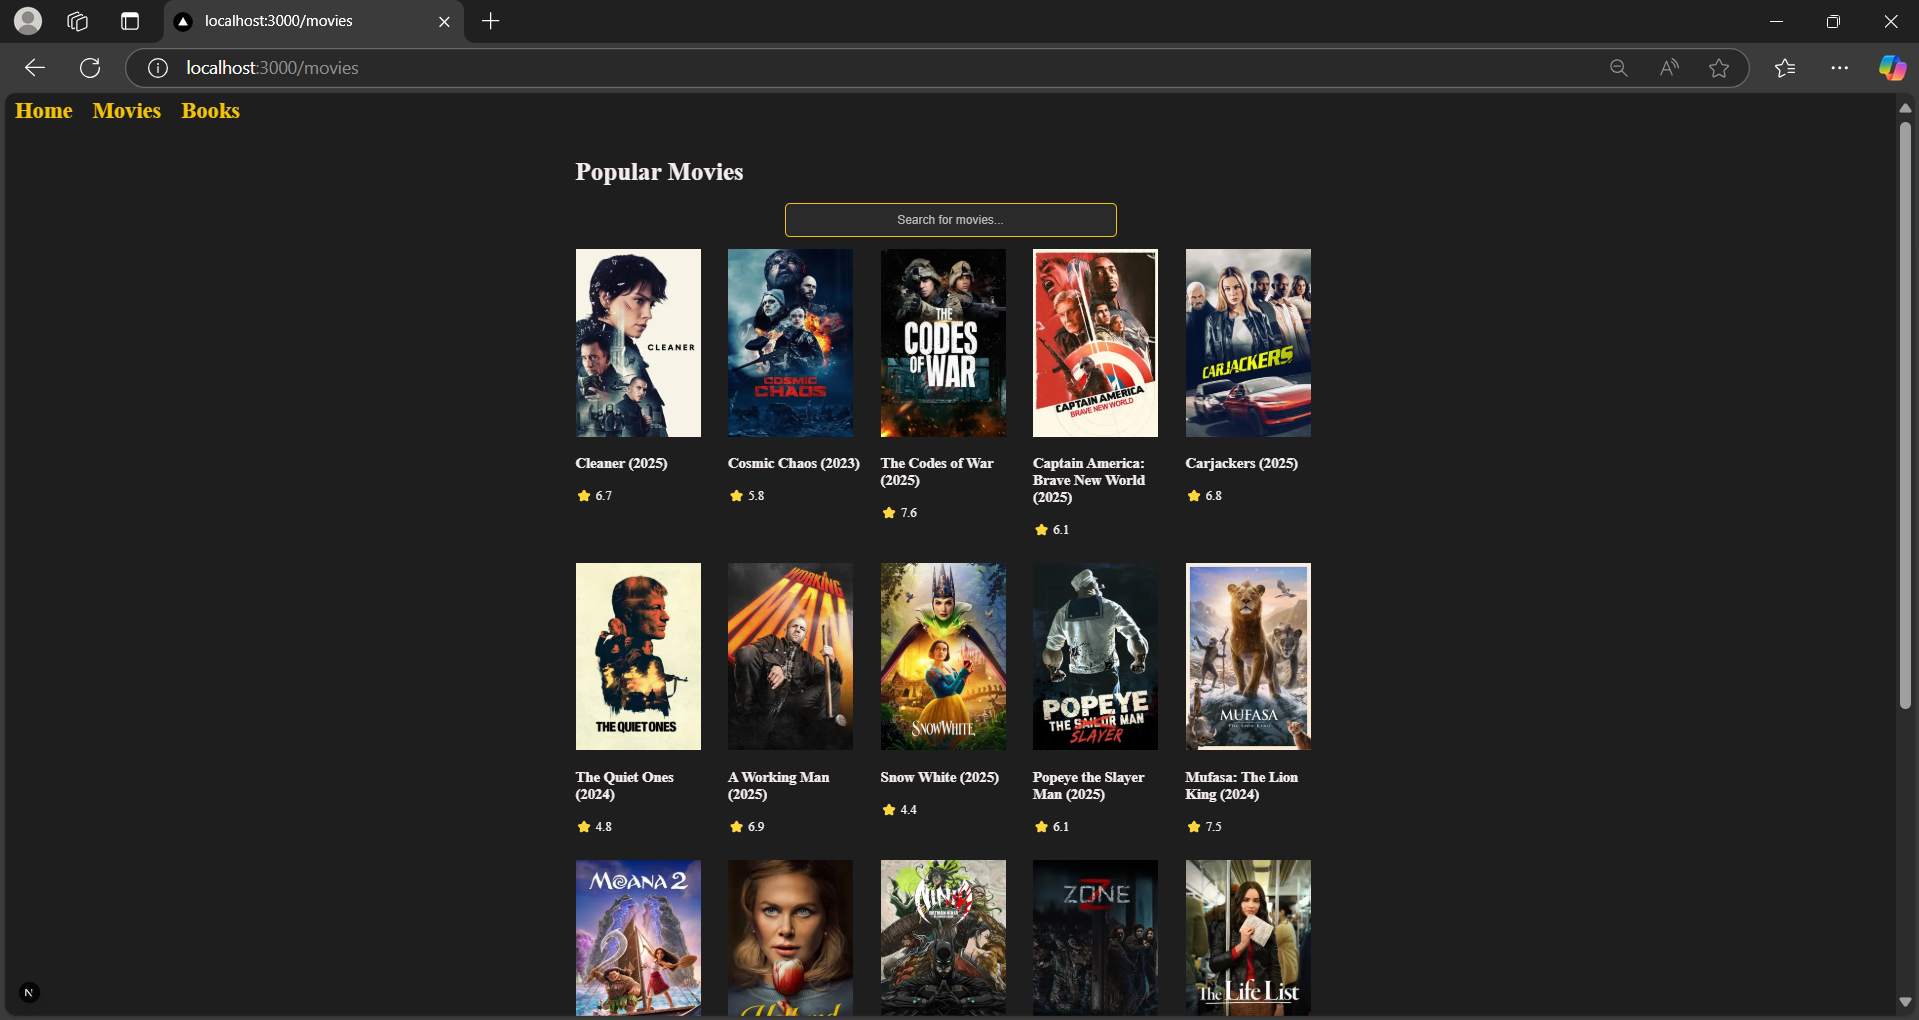 localhost:3000/movies
localhost:3000/movies
Home Movies Books
Popular Movies
Search for movies...
CLEANER
COSMIC
CHAOS
THE
CODES
OF WAR
CAPTAIN AMERICA
BRAVE NEW WORLD
CARJACKERS
Cleaner (2025)
6.7
Cosmic Chaos (2023)
5.8
The Codes of War
(2025)
7.6
Captain America:
Brave New World
(2025)
6.1
Carjackers (2025)
6.8
THE QUIET ONES
WORKING
MAN
SNOW WHITE
POPEYE
THE SAILOR MAN
SLAYER
MUFASA
THE LION KING
The Quiet Ones
(2024)
4.8
A Working Man
(2025)
6.9
Snow White (2025)
4.4
Popeye the Slayer
Man (2025)
6.1
Mufasa: The Lion
King (2024)
7.5
MOANA 2
NINJA
Z
ZONE
The Life List
N